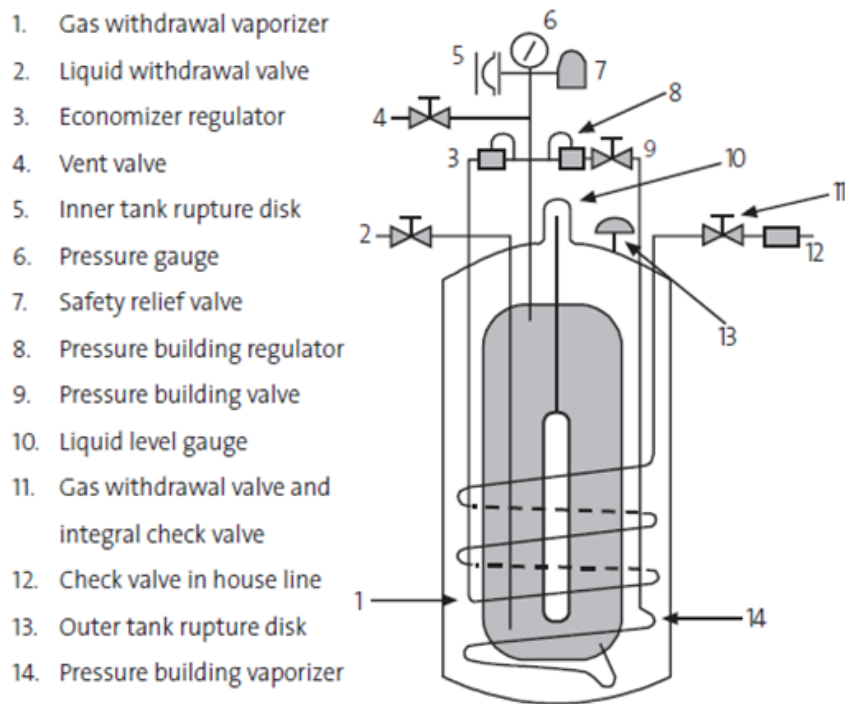 1. Gas withdrawal vaporizer
2. Liquid withdrawal valve
3. Economizer regulator
4. Vent valve
5. Inner tank rupture disk
6. Pressure gauge
7. Safety relief valve
8. Pressure building regulator
9. Pressure building valve
10. Liquid level gauge
11. Gas withdrawal valve and
integral check valve
12. Check valve in house line
13. Outer tank rupture disk
14. Pressure building vaporizer
6
5
7
8
4
3
9
10
11
2
12
13
1
14